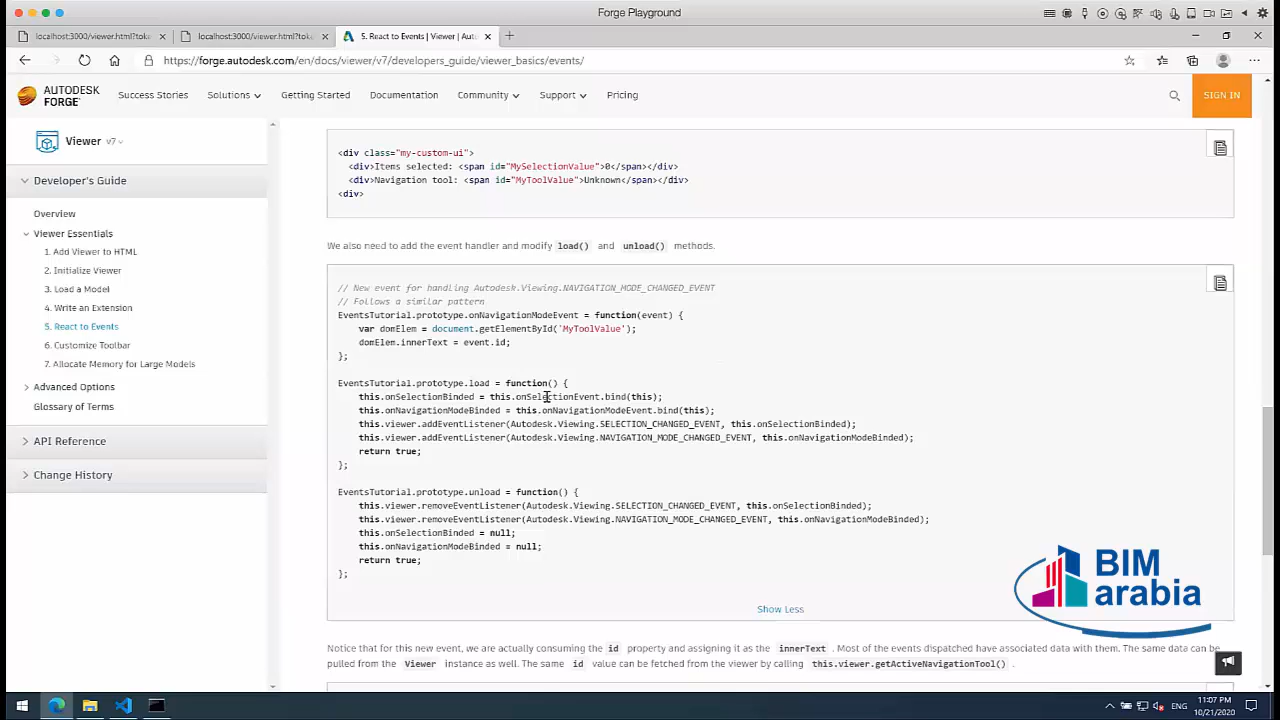 Forge Playground
localhost:3000/viewer.html?tok
localhost:3000/viewer.html?tok
5. React to Events | Viewer | Aut
https://forge.autodesk.com/en/docs/viewer/v7/developers_guide/viewer_basics/events/
AUTODESK FORGE
Success Stories
Solutions
Getting Started
Documentation
Community
Support
Pricing
SIGN IN
Viewer v7
Developer's Guide
Overview
Viewer Essentials
1. Add Viewer to HTML
2. Initialize Viewer
3. Load a Model
4. Write an Extension
5. React to Events
6. Customize Toolbar
7. Allocate Memory for Large Models
Advanced Options
Glossary of Terms
API Reference
Change History
<div class="my-custom-ui">
<div>Items selected: <span id="MySelectionValue">0</span></div>
<div>Navigation tool: <span id="MyToolValue">Unknown</span></div>
<div>
We also need to add the event handler and modify load() and unload() methods.
// New event for handling Autodesk.Viewing.NAVIGATION_MODE_CHANGED_EVENT
// Follows a similar pattern
EventsTutorial.prototype.onNavigationModeEvent = function(event) {
var domElem = document.getElementById('MyToolValue');
domElem.innerText = event.id;
};
EventsTutorial.prototype.load = function() {
this.onSelectionBinded = this.onSelectionEvent.bind(this);
this.onNavigationModeBinded = this.onNavigationModeEvent.bind(this);
this.viewer.addEventListener(Autodesk.Viewing.SELECTION_CHANGED_EVENT, this.onSelectionBinded);
this.viewer.addEventListener(Autodesk.Viewing.NAVIGATION_MODE_CHANGED_EVENT, this.onNavigationModeBinded);
return true;
};
EventsTutorial.prototype.unload = function() {
this.viewer.removeEventListener(Autodesk.Viewing.SELECTION_CHANGED_EVENT, this.onSelectionBinded);
this.viewer.removeEventListener(Autodesk.Viewing.NAVIGATION_MODE_CHANGED_EVENT, this.onNavigationModeBinded);
this.onSelectionBinded = null;
this.onNavigationModeBinded = null;
return true;
};
Show Less
Notice that for this new event, we are actually consuming the id property and assigning it as the innerText . Most of the events dispatched have associated data with them. The same data can be
pulled from the Viewer instance as well. The same id value can be fetched from the viewer by calling this.viewer.getActiveNavigationTool() .
BIM
arabia
ENG
11:07 PM
10/21/2020